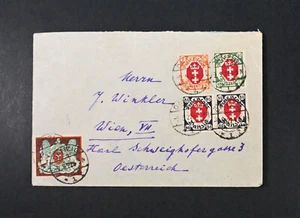 Herrn
J. Winkler
Wien, VII
Karl Schweighofergasse 3
Oesterreich